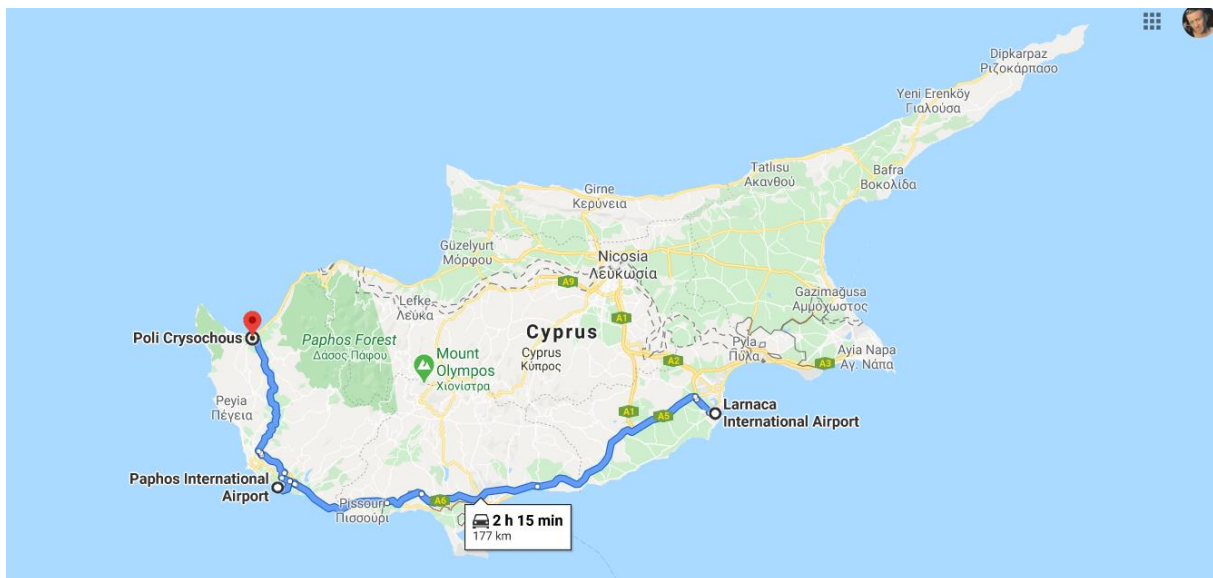 Dipkarpaz
Ριζοκάρπασο
Yeni Erenköy
Γιαλούσα
Tatlısu
Ακανθού
Bafra
Βοκολίδα
Girne
Κερύνεια
Güzelyurt
Μόρφου
Nicosia
Λευκωσία
A9
Gazimağusa
Αμμόχωστος
Lefke
Λεύκα
Poli Crysochous
Paphos Forest
Δάσος Πάφου
Cyprus
Cyprus
Κύπρος
A1
Mount
Olympos
Χιονίστρα
A2
Pyla
Πύλα
A3
Ayia Napa
Αγ. Νάπα
Peyia
Πέγεια
A1
A5
Larnaca
International Airport
Paphos International
Airport
Pissouri
Πισσούρι
A6
2 h 15 min
177 km